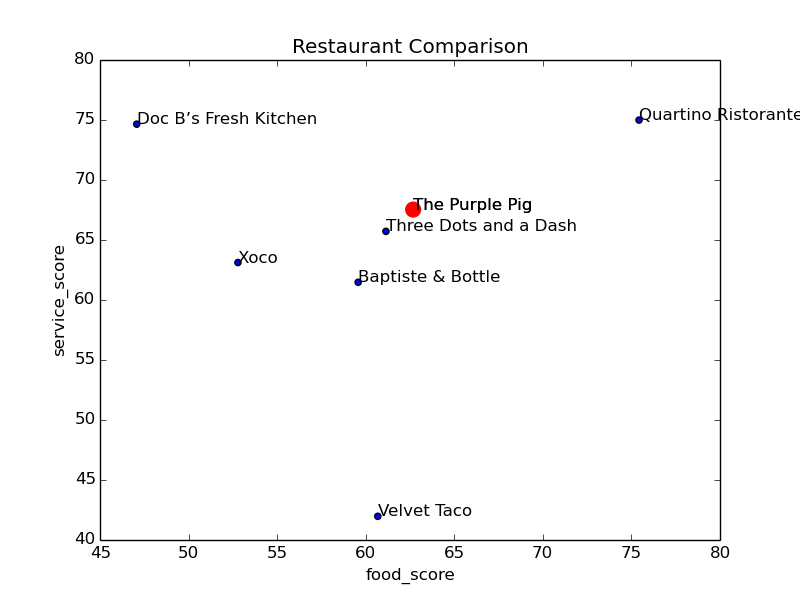 Restaurant Comparison
80
75
70
65
60
55
50
45
40
service_score
Doc B’s Fresh Kitchen
Quartino Ristorante
The Purple Pig
Three Dots and a Dash
Xoco
Baptiste & Bottle
Velvet Taco
45 50 55 60 65 70 75 80
food_score